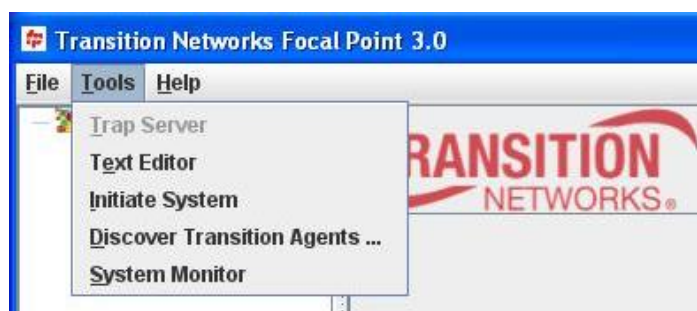 Transition Networks Focal Point 3.0
File Tools Help
Trap Server
Text Editor
Initiate System
Discover Transition Agents ...
System Monitor
RANSITION
NETWORKS®